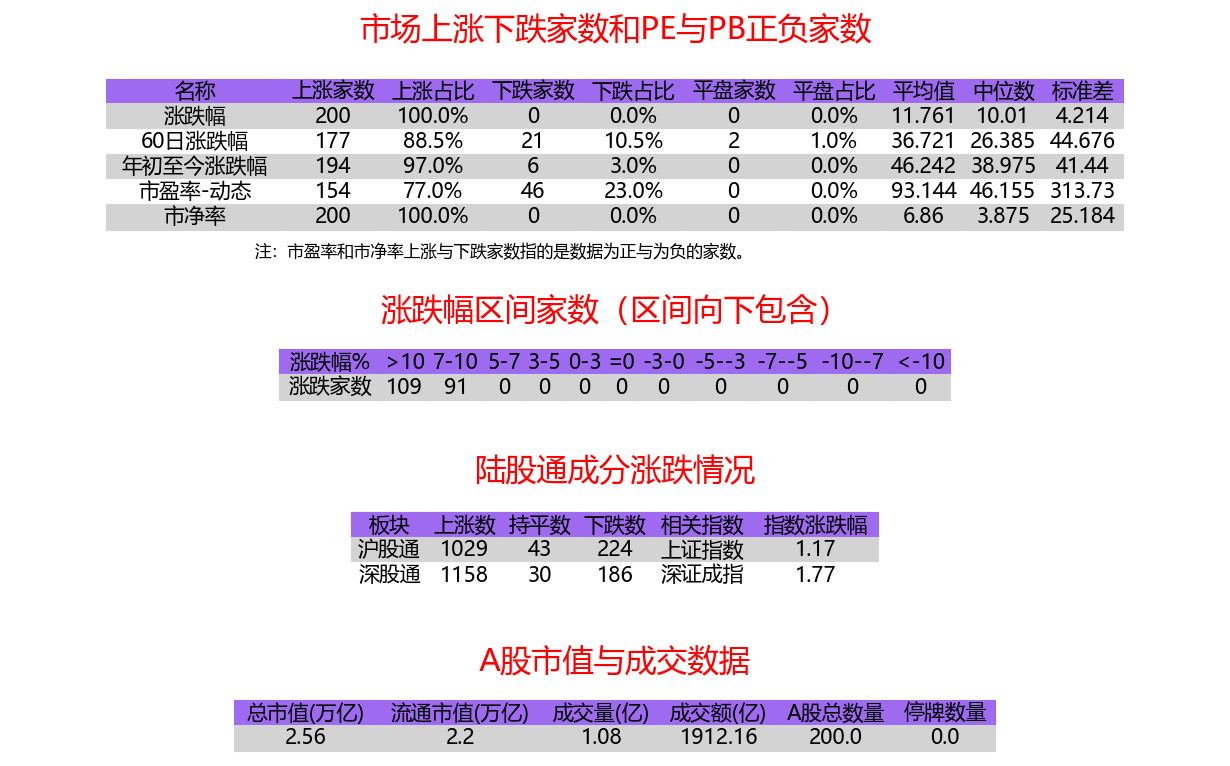 市场上涨下跌家数和PE与PB正负家数
名称 上涨家数 上涨占比 下跌家数 下跌占比 平盘家数 平盘占比 平均值 中位数 标准差
涨跌幅 200 100.0% 0 0.0% 0 0.0% 11.761 10.01 4.214
60日涨跌幅 177 88.5% 21 10.5% 2 1.0% 36.721 26.385 44.676
年初至今涨跌幅 194 97.0% 6 3.0% 0 0.0% 46.242 38.975 41.44
市盈率-动态 154 77.0% 46 23.0% 0 0.0% 93.144 46.155 313.73
市净率 200 100.0% 0 0.0% 0 0.0% 6.86 3.875 25.184
注：市盈率和市净率上涨与下跌家数指的是数据为正与为负的家数。
涨跌幅区间家数（区间向下包含）
涨跌幅% >10 7-10 5-7 3-5 0-3 =0 -3-0 -5--3 -7--5 -10--7 <-10
涨跌家数 109 91 0 0 0 0 0 0 0 0 0
陆股通成分涨跌情况
板块 上涨数 持平数 下跌数 相关指数 指数涨跌幅
沪股通 1029 43 224 上证指数 1.17
深股通 1158 30 186 深证成指 1.77
A股市值与成交数据
总市值(万亿) 流通市值(万亿) 成交量(亿) 成交额(亿) A股总数量 停牌数量
2.56 2.2 1.08 1912.16 200.0 0.0